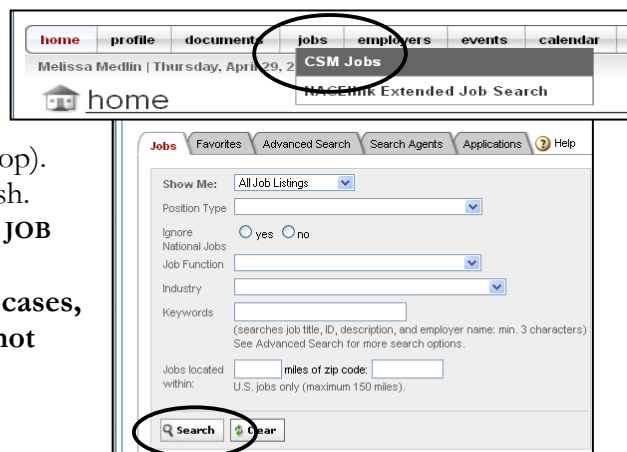 home profile documents jobs employers events calendar
Melissa Medlin | Thursday, April 29, 2
CSM Jobs
NACElink Extended Job Search
home
op).
sh.
JOB
cases,
not
Jobs Favorites Advanced Search Search Agents Applications Help
Show Me: All Job Listings
Position Type
Ignore National Jobs yes no
Job Function
Industry
Keywords
(searches job title, ID, description, and employer name: min. 3 characters)
See Advanced Search for more search options.
Jobs located within: miles of zip code:
U.S. jobs only (maximum 150 miles).
Search Clear